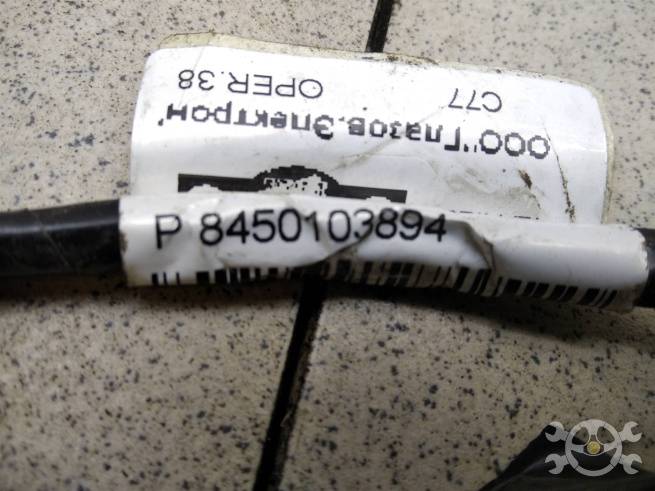 P 8450103894
ООО "Глазов.Электрон"
C77
OPER.38